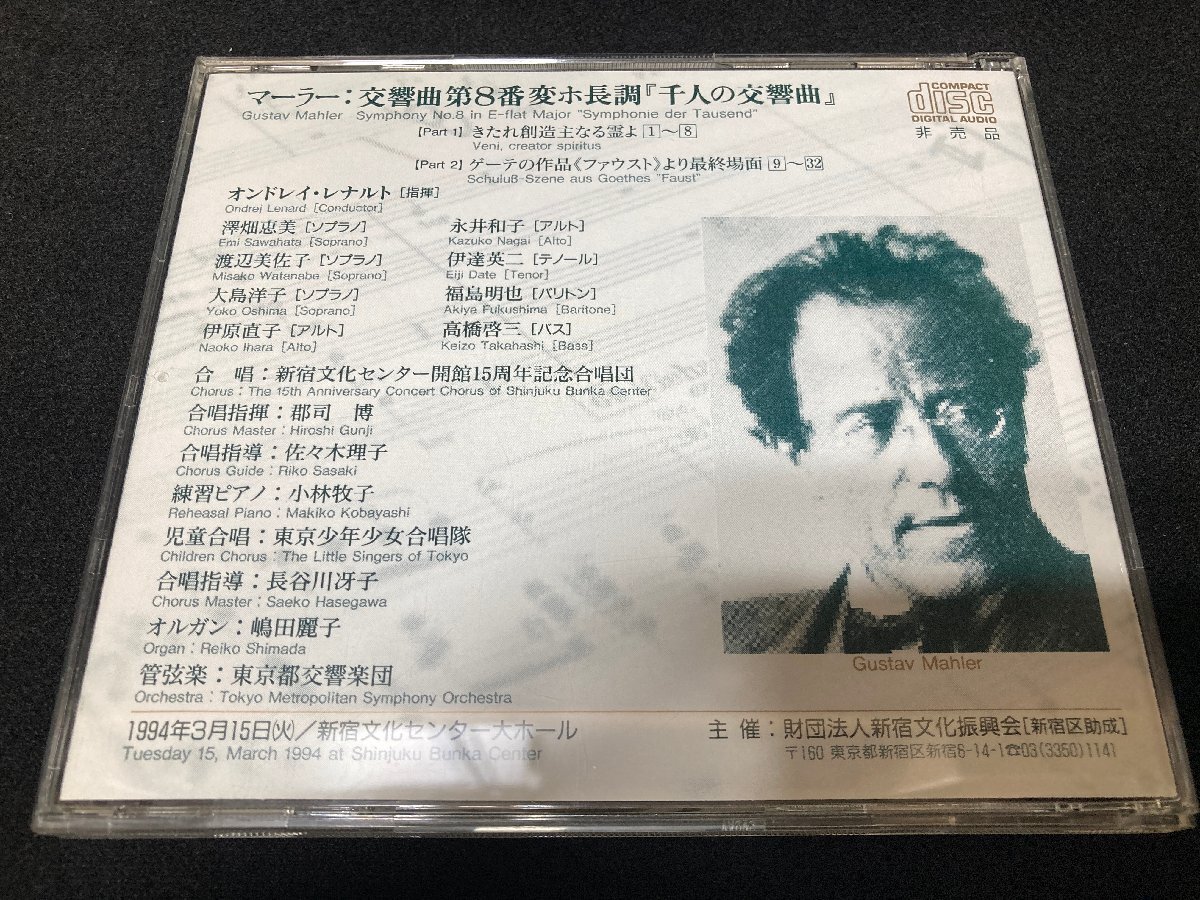 マーラー：交響曲第8番変ホ長調『千人の交響曲』
Gustav Mahler Symphony No.8 in E-flat Major "Symphonie der Tausend"
【Part 1】きたれ創造主なる霊よ 1～8
Veni, creator spiritus
【Part 2】ゲーテの作品《ファウスト》より最終場面 9～32
Schuluß-Szene aus Goethes "Faust"
COMPACT
disc
DIGITAL AUDIO
非売品
オンドレイ・レナルト［指揮］
Ondrej Lenard [Conductor]
澤畑恵美［ソプラノ］
Emi Sawahata [Soprano]
渡辺美佐子［ソプラノ］
Misako Watanabe [Soprano]
大島洋子［ソプラノ］
Yoko Oshima [Soprano]
伊原直子［アルト］
Naoko Ihara [Alto]
永井和子［アルト］
Kazuko Nagai [Alto]
伊達英二［テノール］
Eiji Date [Tenor]
福島明也［バリトン］
Akiya Fukushima [Baritone]
高橋啓三［バス］
Keizo Takahashi [Bass]
合唱：新宿文化センター開館15周年記念合唱団
Chorus : The 15th Anniversary Concert Chorus of Shinjuku Bunka Center
合唱指揮：郡司 博
Chorus Master : Hiroshi Gunji
合唱指導：佐々木理子
Chorus Guide : Riko Sasaki
練習ピアノ：小林牧子
Rehearsal Piano : Makiko Kobayashi
児童合唱：東京少年少女合唱隊
Children Chorus : The Little Singers of Tokyo
合唱指導：長谷川冴子
Chorus Master : Saeko Hasegawa
オルガン：嶋田麗子
Organ : Reiko Shimada
管弦楽：東京都交響楽団
Orchestra : Tokyo Metropolitan Symphony Orchestra
Gustav Mahler
1994年3月15日(火)／新宿文化センター大ホール
Tuesday 15, March 1994 at Shinjuku Bunka Center
主催：財団法人新宿文化振興会［新宿区助成］
〒160 東京都新宿区新宿6-14-1☎03(3350)1141